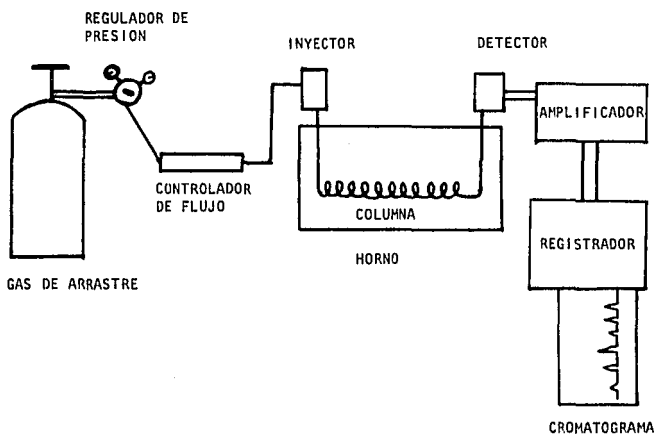 REGULADOR DE
PRESION
INYECTOR
DETECTOR
AMPLIFICADOR
CONTROLADOR
DE FLUJO
COLUMNA
HORNO
REGISTRADOR
GAS DE ARRASTRE
CROMATOGRAMA